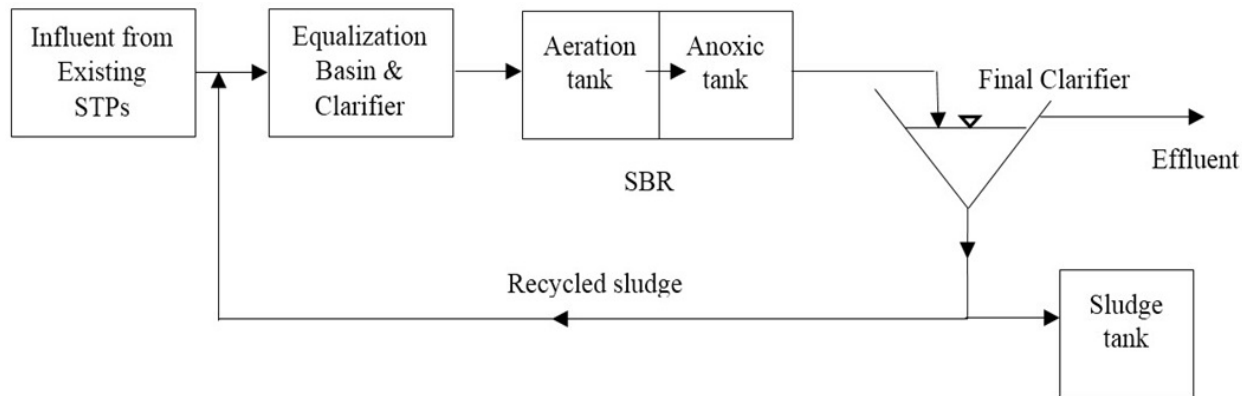 Influent from
Existing
STPs
Equalization
Basin &
Clarifier
Aeration
tank
Anoxic
tank
SBR
Final Clarifier
Effluent
Recycled sludge
Sludge
tank